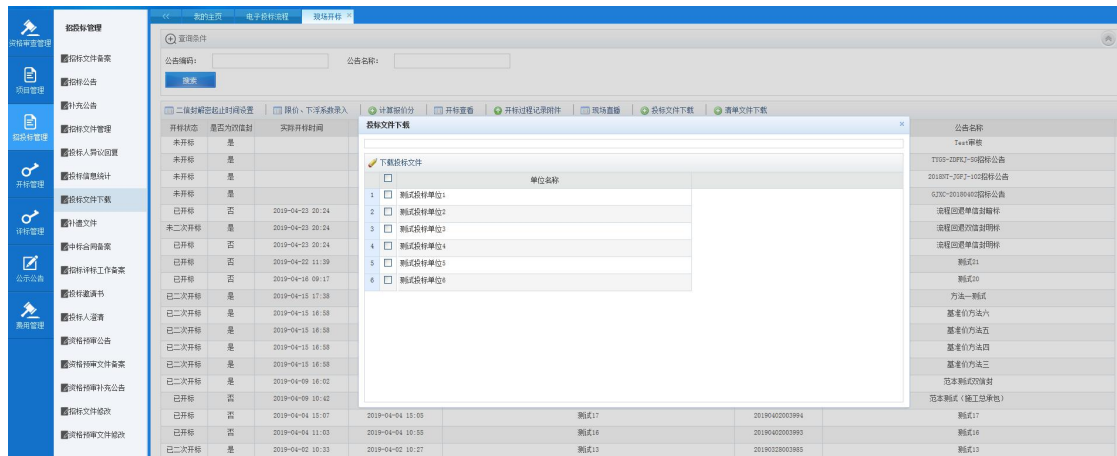 << 我的主页 电子投标流程 现场开标 ×
资格审查管理
项目管理
招投标管理
开标管理
评标管理
公示公告
费用管理
招投标管理
招标文件备案
招标公告
补充公告
招标文件管理
投标人异议回复
投标信息统计
投标文件下载
补遗文件
中标合同备案
招标评标工作备案
投标邀请书
投标人澄清
资格预审公告
资格预审文件备案
资格预审补充公告
招标文件修改
资格预审文件修改
查询条件
公告编码: 公告名称:
搜索
二信封解密起止时间设置 限价、下浮系数录入 计算报价分 开标查看 开标过程记录附件 现场直播 投标文件下载 清单文件下载
开标状态 是否为双信封 实际开标时间 公告名称
未开标 是 Test审核
未开标 是 TYGS-ZDPKJ-SG招标公告
未开标 是 2018NT-JGFJ-102招标公告
未开标 是 GJXC-20180402招标公告
已开标 否 2019-04-23 20:24 流程回退单信封暗标
未二次开标 是 2019-04-23 20:24 流程回退双信封明标
已开标 否 2019-04-23 20:24 流程回退单信封明标
已开标 否 2019-04-22 11:39 测试21
已开标 否 2019-04-16 09:17 测试20
已二次开标 是 2019-04-15 17:38 方法一测试
已二次开标 是 2019-04-15 16:58 基准价方法六
已二次开标 是 2019-04-15 16:58 基准价方法五
已二次开标 是 2019-04-15 16:58 基准价方法四
已二次开标 是 2019-04-15 16:58 基准价方法三
已二次开标 是 2019-04-09 16:02 范本测试双信封
已开标 否 2019-04-09 10:42 范本测试(施工总承包)
已开标 否 2019-04-04 15:07 2019-04-04 15:05 测试17 20190402003994 测试17
已开标 否 2019-04-04 11:03 2019-04-04 10:55 测试16 20190402003993 测试16
已二次开标 是 2019-04-02 10:33 2019-04-02 10:27 测试13 20190328003985 测试13
投标文件下载 ×
下载投标文件
单位名称
1 测试投标单位1
2 测试投标单位2
3 测试投标单位3
4 测试投标单位4
5 测试投标单位5
6 测试投标单位6